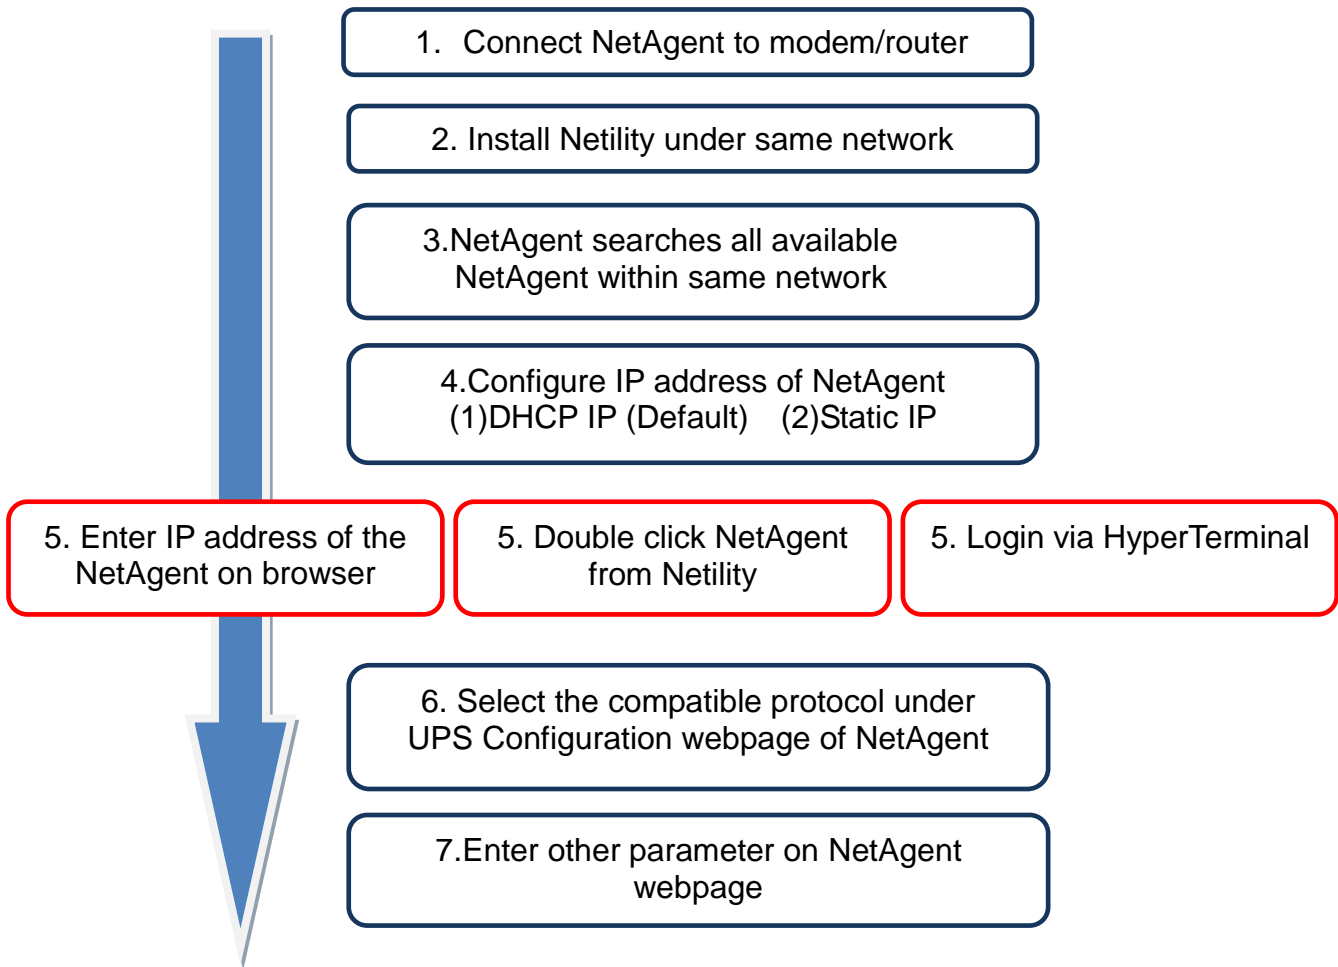 1. Connect NetAgent to modem/router
2. Install Netility under same network
3.NetAgent searches all available
NetAgent within same network
4.Configure IP address of NetAgent
(1)DHCP IP (Default) (2)Static IP
5. Enter IP address of the
NetAgent on browser
5. Double click NetAgent
from Netility
5. Login via HyperTerminal
6. Select the compatible protocol under
UPS Configuration webpage of NetAgent
7.Enter other parameter on NetAgent
webpage